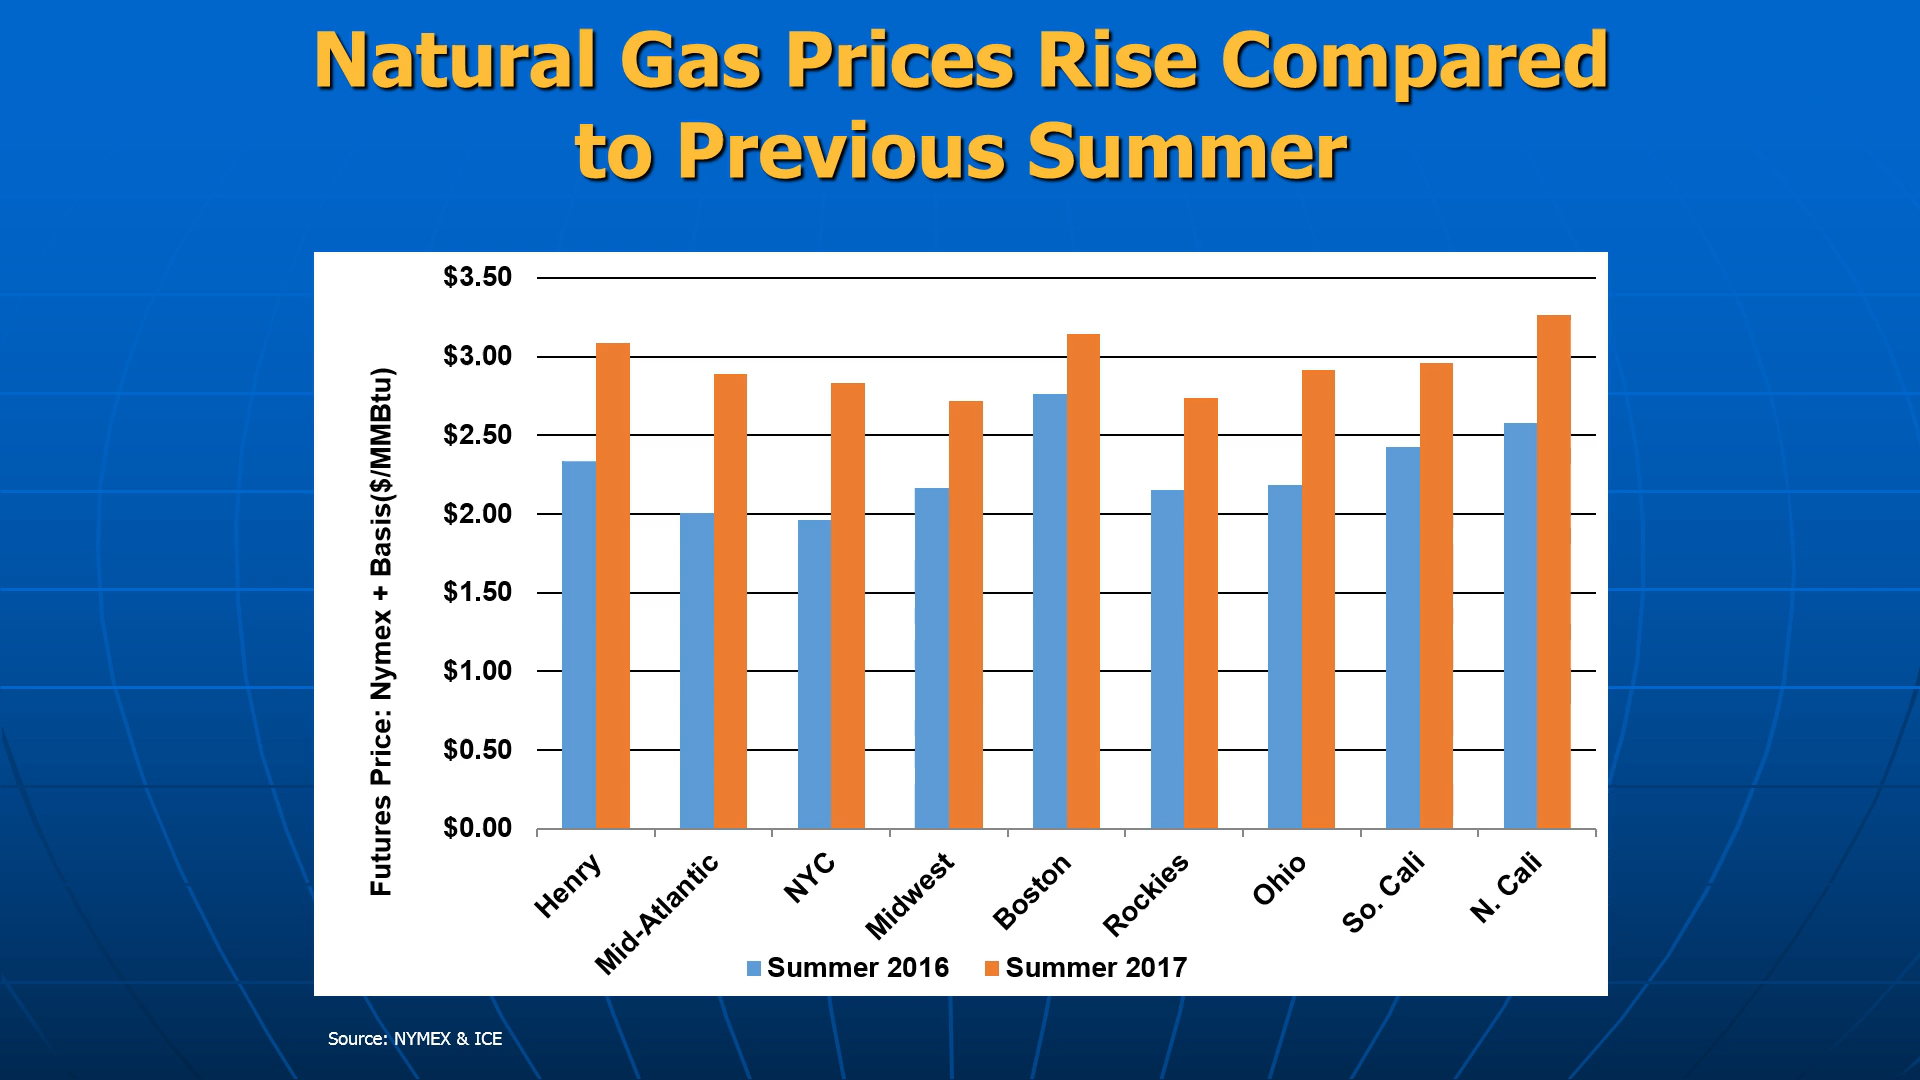 Natural Gas Prices Rise Compared
to Previous Summer
Futures Price: Nymex + Basis($/MMBtu)
$3.50
$3.00
$2.50
$2.00
$1.50
$1.00
$0.50
$0.00
Henry
Mid-Atlantic
NYC
Midwest
Boston
Rockies
Ohio
So. Cali
N. Cali
Summer 2016
Summer 2017
Source: NYMEX & ICE